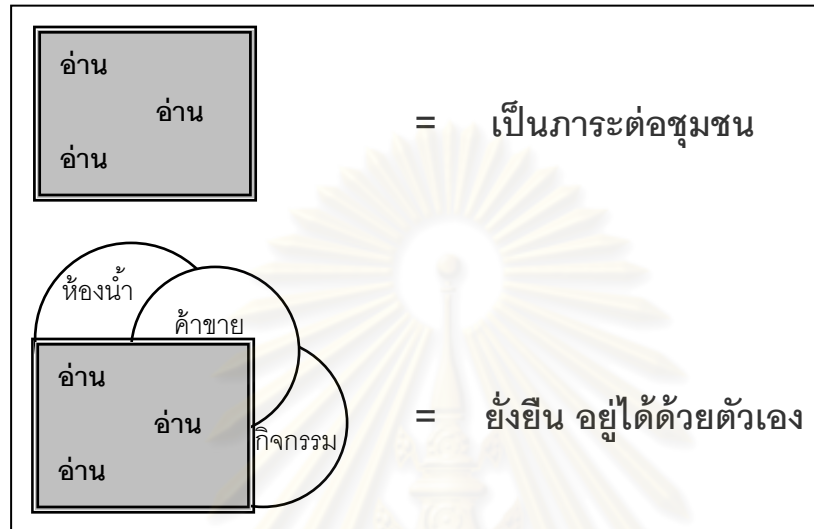 อ่าน
อ่าน
อ่าน
= เป็นภาระต่อชุมชน
ห้องน้ำ
ค้าขาย
อ่าน
อ่าน
อ่าน
กิจกรรม
= ยั่งยืน อยู่ได้ด้วยตัวเอง